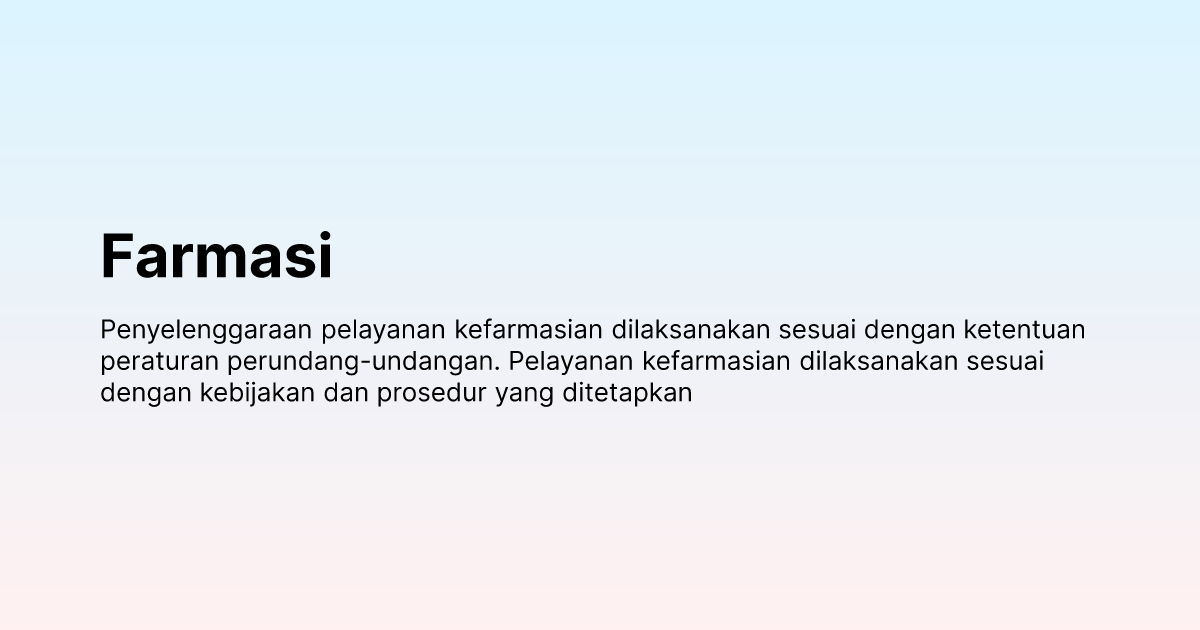 Farmasi
Penyelenggaraan pelayanan kefarmasian dilaksanakan sesuai dengan ketentuan
peraturan perundang-undangan. Pelayanan kefarmasian dilaksanakan sesuai
dengan kebijakan dan prosedur yang ditetapkan